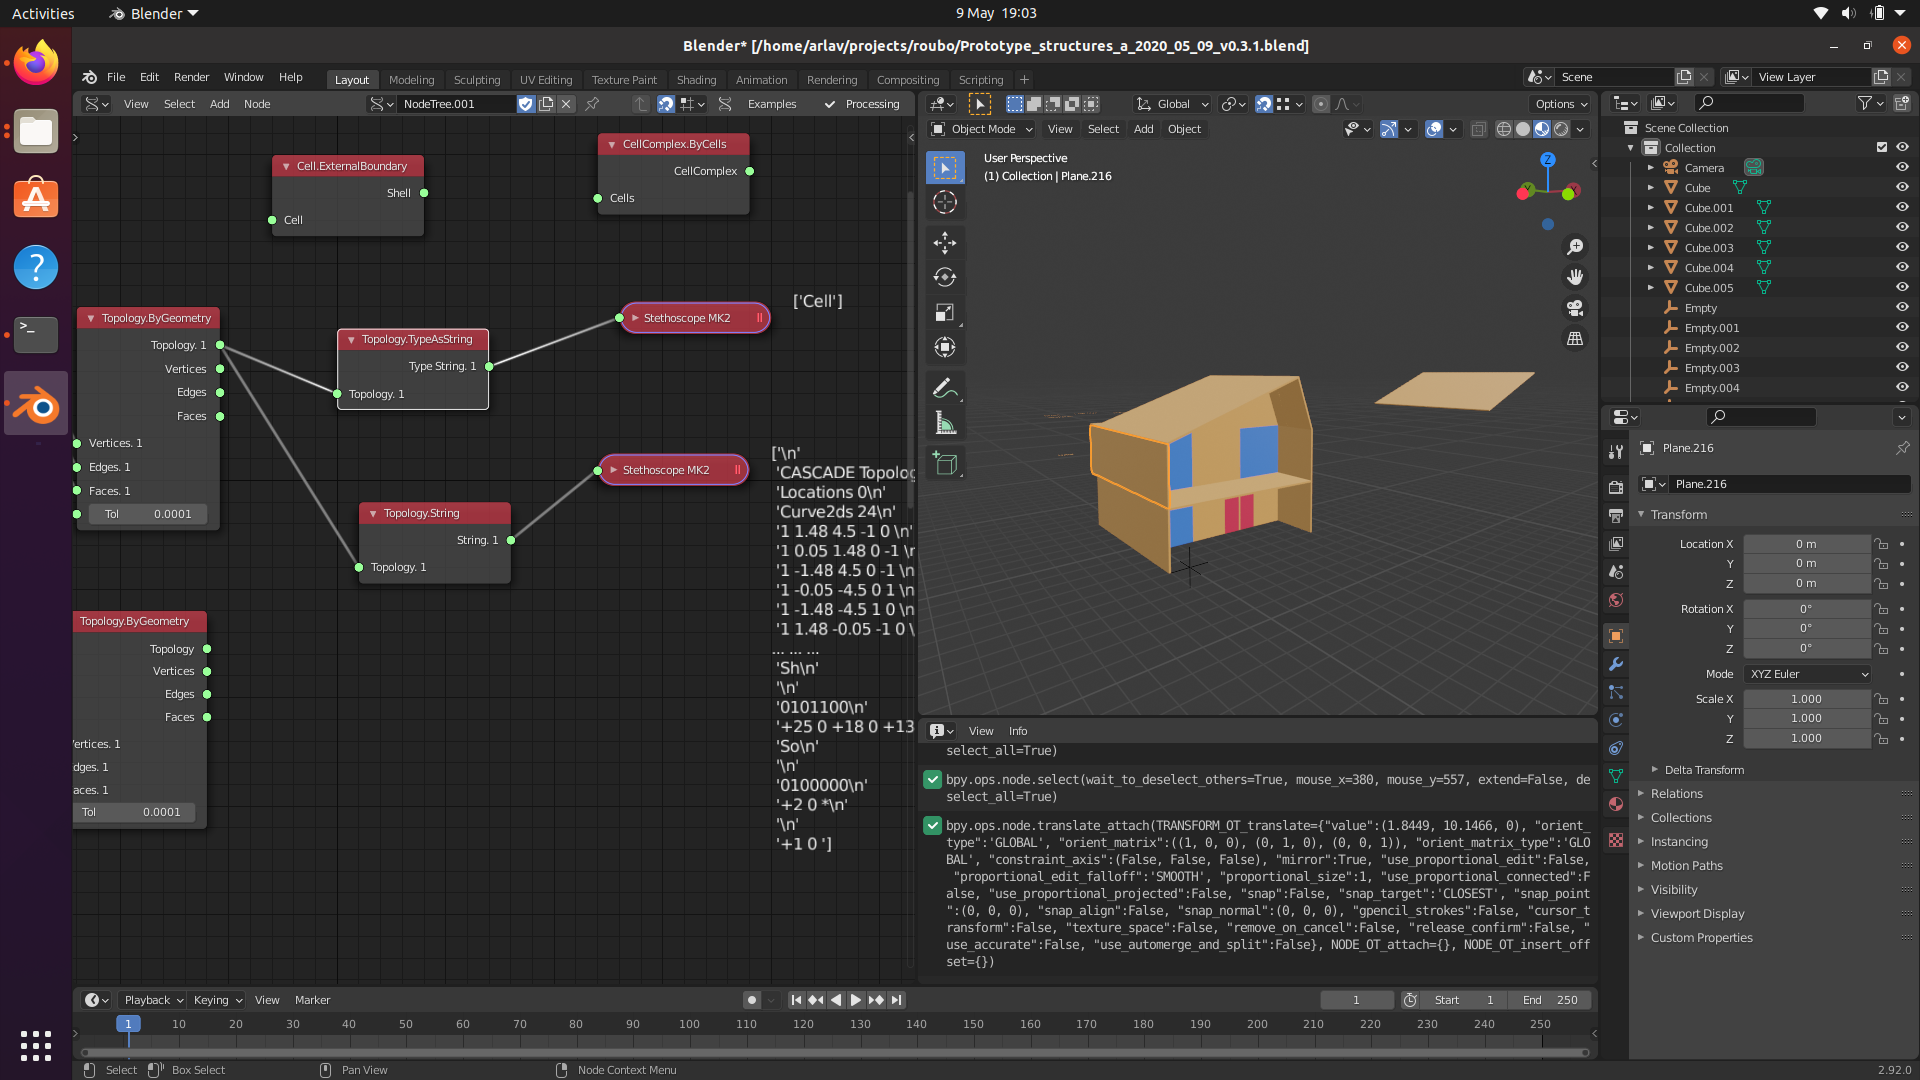 Activities
Blender
9 May 19:03
Blender* [/home/arlav/projects/roubo/Prototype_structures_a_2020_05_09_v0.3.1.blend]
File Edit Render Window Help
Layout Modeling Sculpting UV Editing Texture Paint Shading Animation Rendering Compositing Scripting +
Scene
View Layer
View Select Add Node
NodeTree.001
Examples
Processing
Global
Options
Object Mode
View Select Add Object
User Perspective
(1) Collection | Plane.216
Z
Cell.ExternalBoundary
Shell
Cell
CellComplex.ByCells
CellComplex
Cells
Topology.ByGeometry
Topology. 1
Vertices
Edges
Faces
Vertices. 1
Edges. 1
Faces. 1
Tol 0.0001
Topology.TypeAsString
Type String. 1
Topology. 1
Stethoscope MK2
['Cell']
Stethoscope MK2
Topology.String
String. 1
Topology. 1
['\n'
'CASCADE Topolog
'Locations 0\n'
'Curve2ds 24\n'
'1 1.48 4.5 -1 0 \n'
'1 0.05 1.48 0 -1 \n
'1 -1.48 4.5 0 -1 \n
'1 -0.05 -4.5 0 1 \n
'1 -1.48 -4.5 1 0 \n
'1 1.48 -0.05 -1 0 \
... ... ...
'Sh\n'
'\n'
'0101100\n'
'+25 0 +18 0 +13
'So\n'
'\n'
'0100000\n'
'+2 0 *\n'
'\n'
'+1 0 ']
Topology.ByGeometry
Topology
Vertices
Edges
Faces
ertices. 1
dges. 1
aces. 1
Tol 0.0001
View Info
select_all=True)
bpy.ops.node.select(wait_to_deselect_others=True, mouse_x=380, mouse_y=557, extend=False, de
select_all=True)
bpy.ops.node.translate_attach(TRANSFORM_OT_translate={"value":(1.8449, 10.1466, 0), "orient_
type":'GLOBAL', "orient_matrix":((1, 0, 0), (0, 1, 0), (0, 0, 1)), "orient_matrix_type":'GLO
BAL', "constraint_axis":(False, False, False), "mirror":True, "use_proportional_edit":False,
"proportional_edit_falloff":'SMOOTH', "proportional_size":1, "use_proportional_connected":F
alse, "use_proportional_projected":False, "snap":False, "snap_target":'CLOSEST', "snap_point
":(0, 0, 0), "snap_align":False, "snap_normal":(0, 0, 0), "gpencil_strokes":False, "cursor_t
ransform":False, "texture_space":False, "remove_on_cancel":False, "release_confirm":False, "
use_accurate":False, "use_automerge_and_split":False}, NODE_OT_attach={}, NODE_OT_insert_off
set={})
Scene Collection
Collection
Camera
Cube
Cube.001
Cube.002
Cube.003
Cube.004
Cube.005
Empty
Empty.001
Empty.002
Empty.003
Empty.004
Plane.216
Plane.216
Transform
Location X 0 m
Y 0 m
Z 0 m
Rotation X 0°
Y 0°
Z 0°
Mode XYZ Euler
Scale X 1.000
Y 1.000
Z 1.000
Delta Transform
Relations
Collections
Instancing
Motion Paths
Visibility
Viewport Display
Custom Properties
Playback Keying View Marker
1
Start 1
End 250
1 10 20 30 40 50 60 70 80 90 100 110 120 130 140 150 160 170 180 190 200 210 220 230 240 250
Select Box Select Pan View Node Context Menu
2.92.0